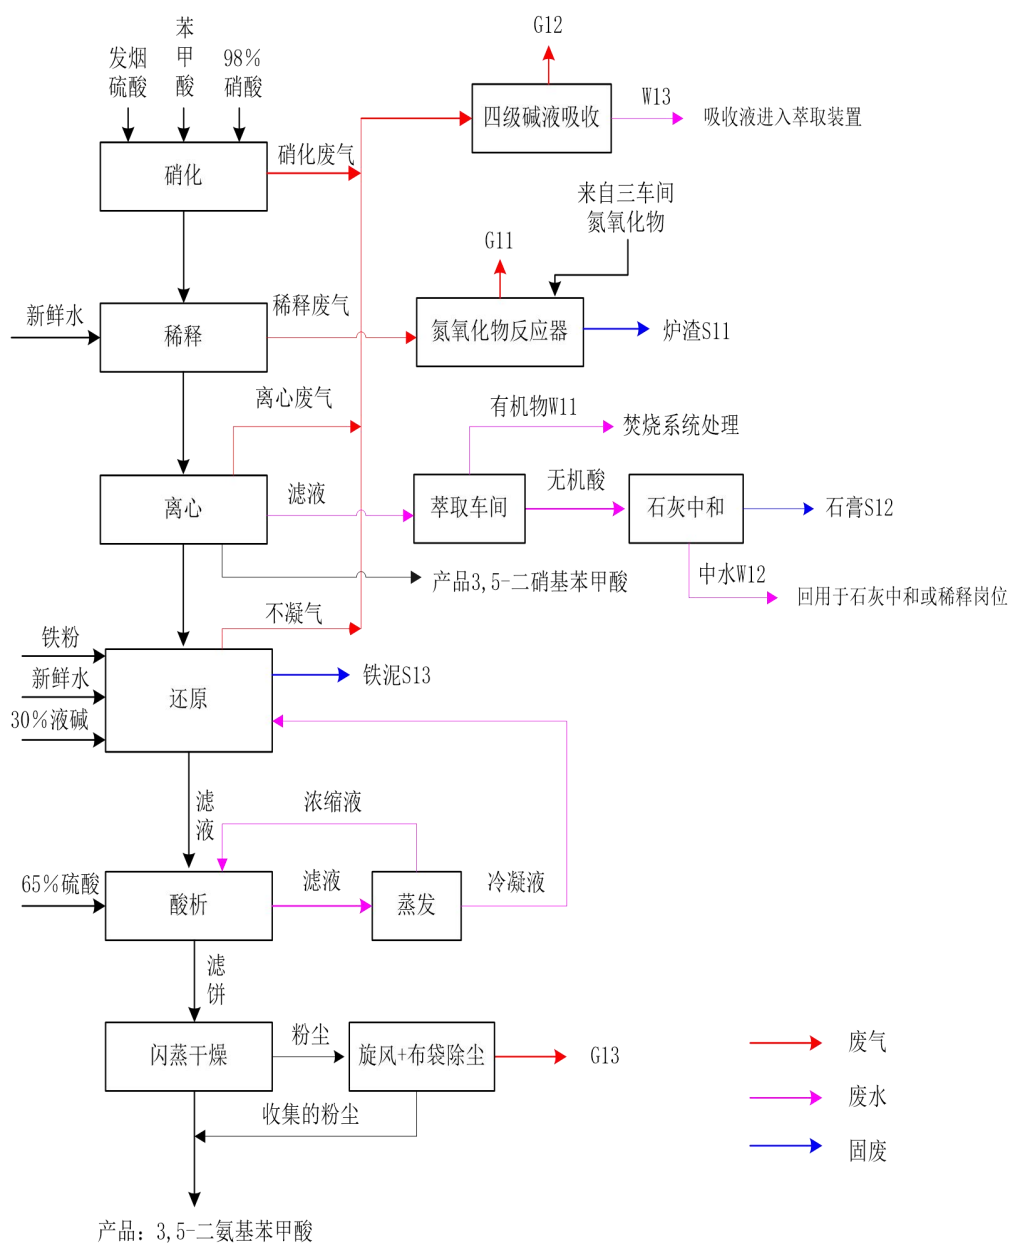 G12
苯
甲
酸
发烟
硫酸
98%
硝酸
四级碱液吸收
W13
吸收液进入萃取装置
硝化废气
硝化
来自三车间
氮氧化物
G11
新鲜水
稀释废气
稀释
氮氧化物反应器
炉渣S11
离心废气
有机物W11
焚烧系统处理
离心
滤液
萃取车间
无机酸
石灰中和
石膏S12
产品3,5-二硝基苯甲酸
中水W12
回用于石灰中和或稀释岗位
不凝气
铁粉
新鲜水
30%液碱
还原
铁泥S13
滤
液
浓缩液
65%硫酸
酸析
滤液
蒸发
冷凝液
滤
饼
闪蒸干燥
粉尘
旋风+布袋除尘
G13
收集的粉尘
废气
废水
固废
产品：3,5-二氨基苯甲酸